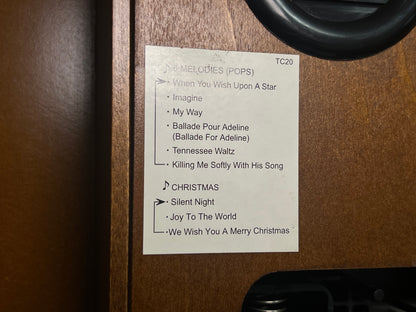 TC20
♪ 6 MELODIES (POPS)
· When You Wish Upon A Star
· Imagine
· My Way
· Ballade Pour Adeline
(Ballade For Adeline)
· Tennessee Waltz
· Killing Me Softly With His Song
♪ CHRISTMAS
· Silent Night
· Joy To The World
· We Wish You A Merry Christmas